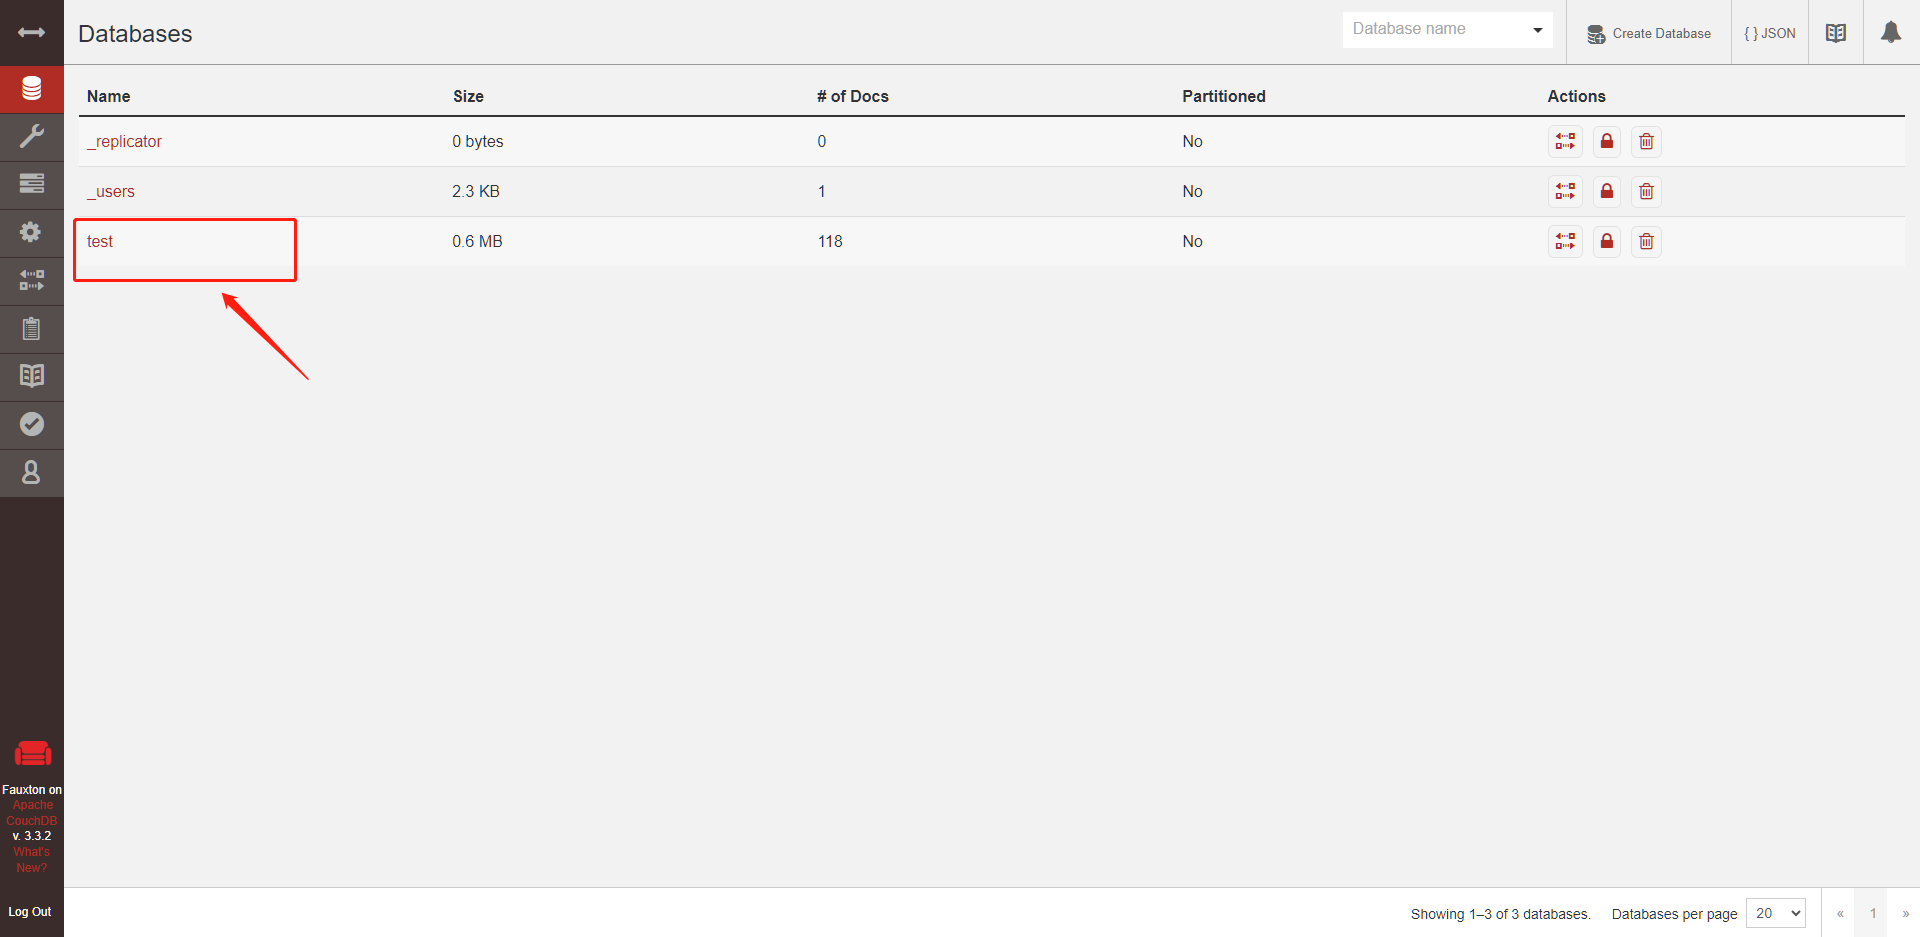 Databases
Database name
Create Database
{ } JSON
Name Size # of Docs Partitioned Actions
_replicator 0 bytes 0 No
_users 2.3 KB 1 No
test 0.6 MB 118 No
Fauxton on
Apache
CouchDB
v. 3.3.2
What's
New?
Log Out
Showing 1–3 of 3 databases. Databases per page 20 « 1 »